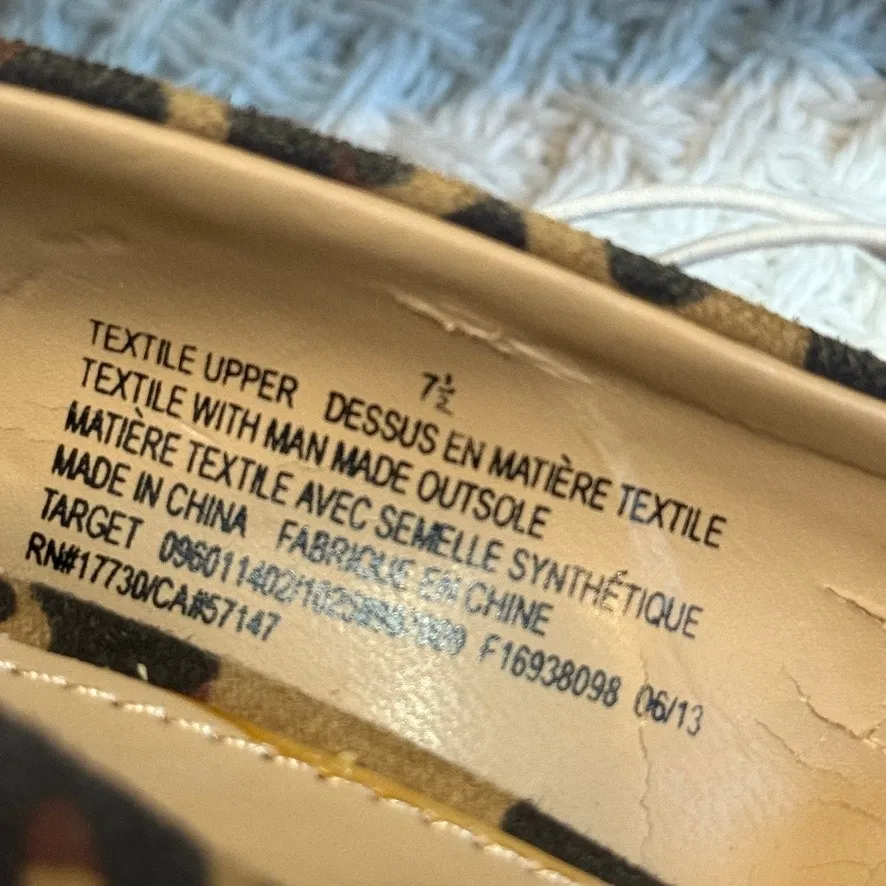 7½
TEXTILE UPPER DESSUS EN MATIÈRE TEXTILE
TEXTILE WITH MAN MADE OUTSOLE
MATIÈRE TEXTILE AVEC SEMELLE SYNTHÉTIQUE
MADE IN CHINA FABRIQUE EN CHINE
TARGET F16938098 06/13
RN#17730/CA#57147